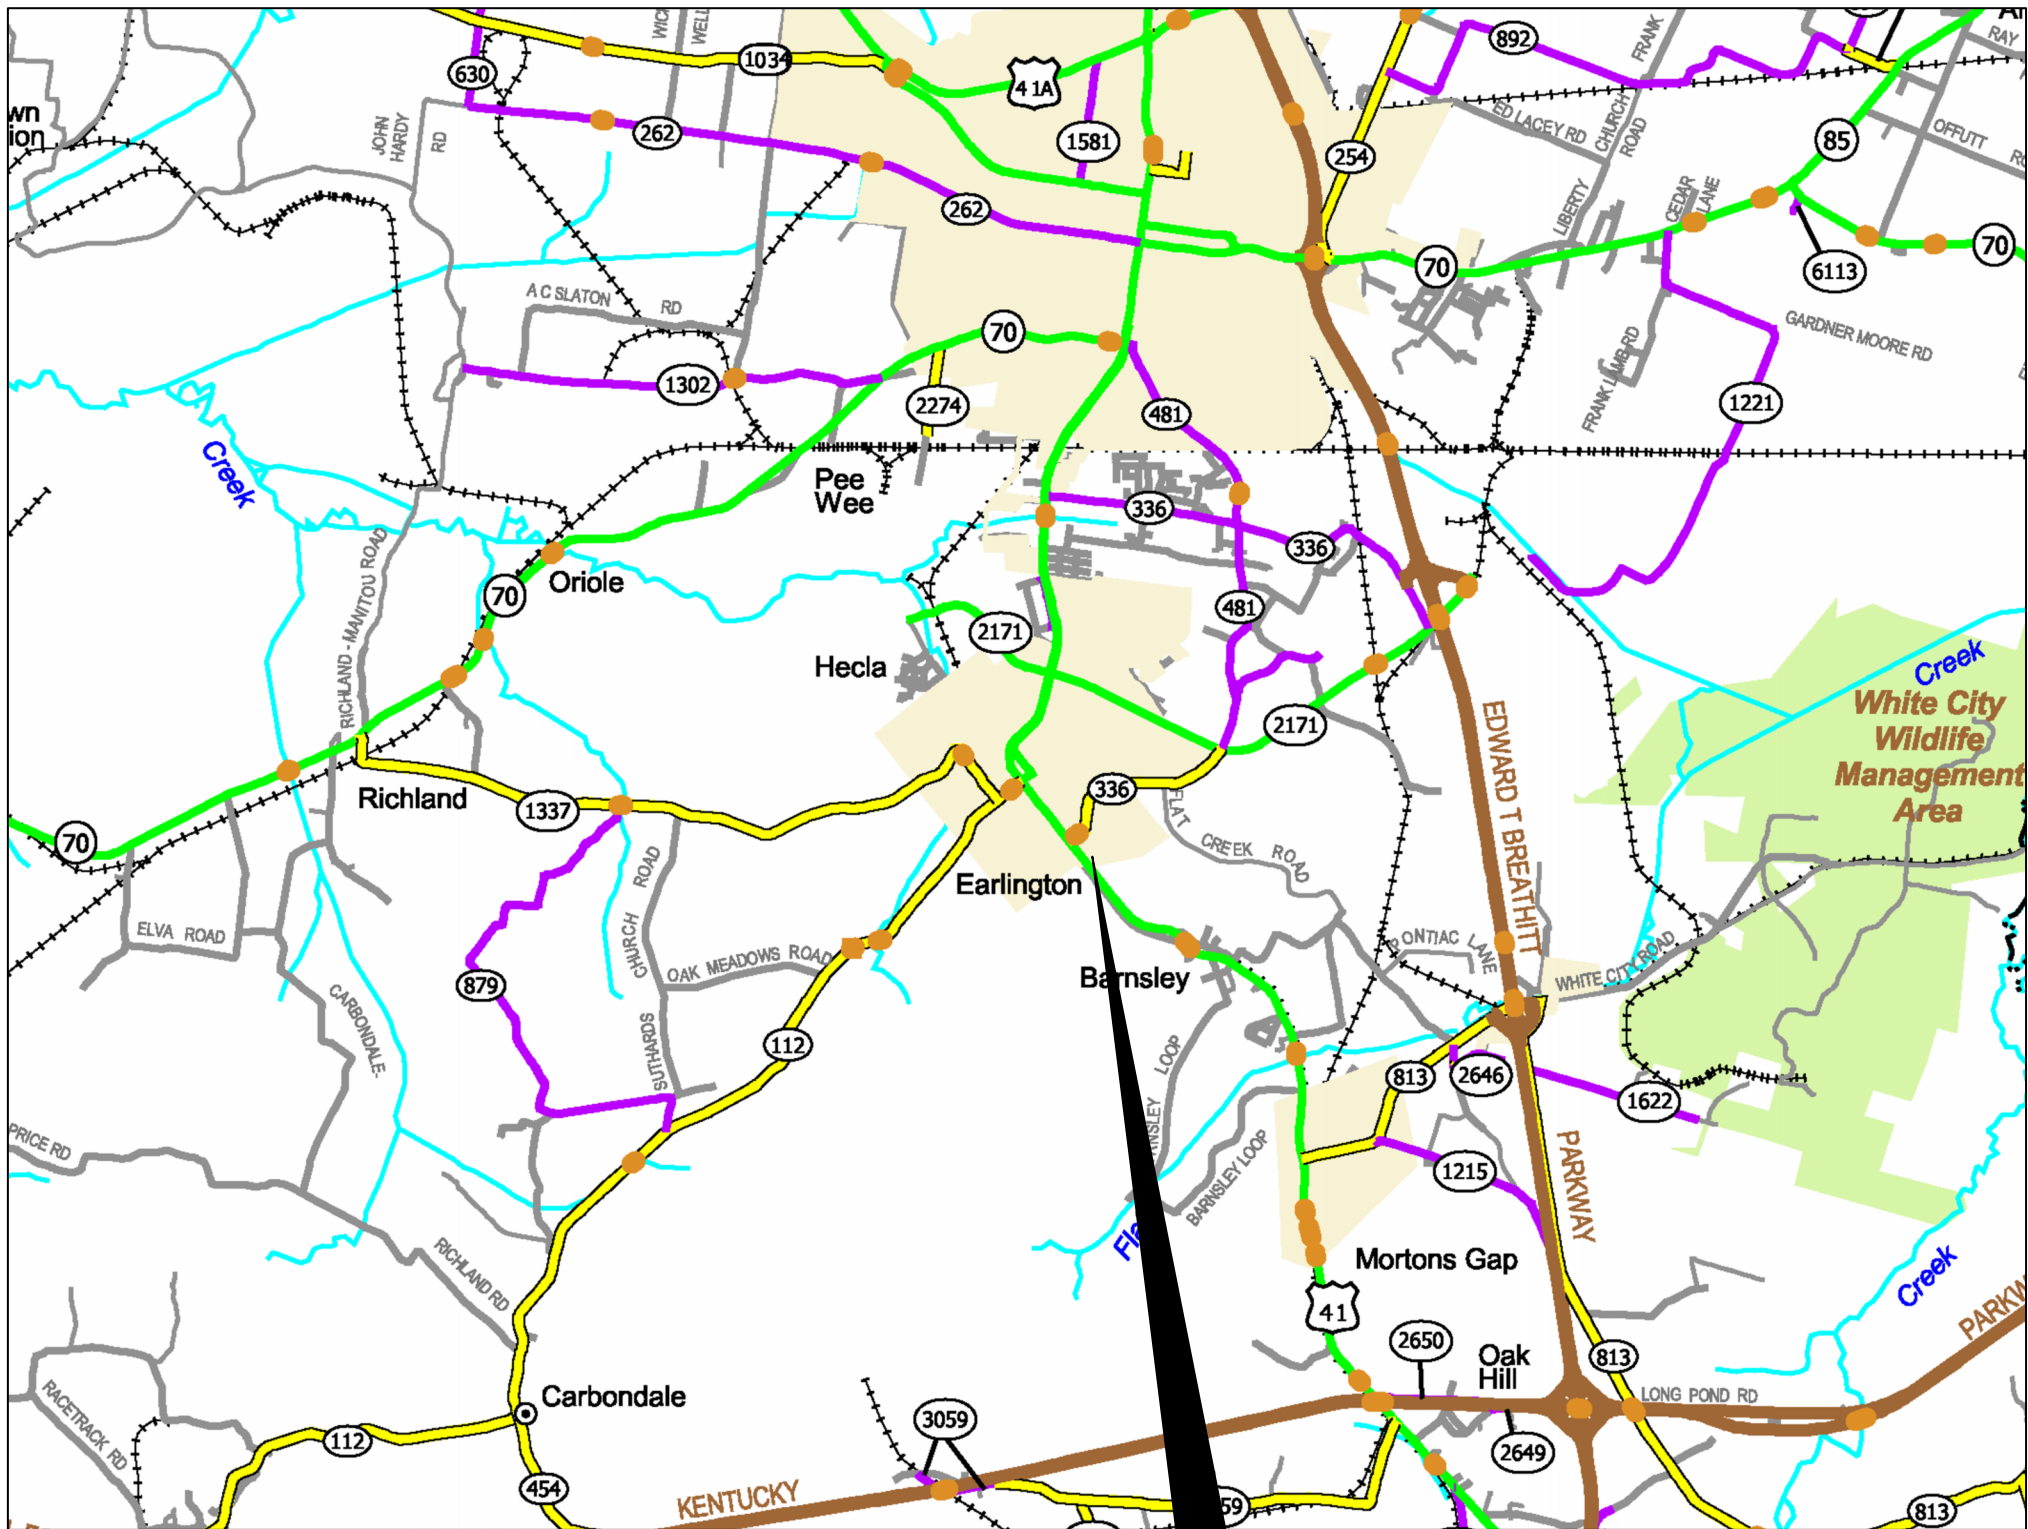 630
1034
41A
892
FRANK
RAY
262
1581
254
ED LACEY RD
CHURCH
ROAD
85
OFFUTT
JOHN
HARDY
RD
262
LIBERTY
CEDAR
LANE
70
6113
70
A C SLATON RD
70
GARDNER MOORE RD
FRANK LAMB RD
1302
2274
481
1221
Creek
Pee
Wee
336
336
Oriole
70
RICHLAND - MANITOU ROAD
481
2171
Hecla
2171
Creek
White City
Wildlife
Management
Area
EDWARD T BREATHITT
PARKWAY
Richland
1337
336
70
FLAT
CREEK ROAD
Earlington
CHURCH ROAD
ELVA ROAD
OAK MEADOWS ROAD
PONTIAC LANE
WHITE CITY ROAD
879
Barnsley
CARBONDALE-
SUTHARDS
112
LOOP
813
2646
1622
PRICE RD
BARNSLEY LOOP
1215
RICHLAND RD
Mortons Gap
Creek
41
2650
Oak
Hill
813
RACETRACK RD
Carbondale
LONG POND RD
112
3059
2649
454
KENTUCKY
813